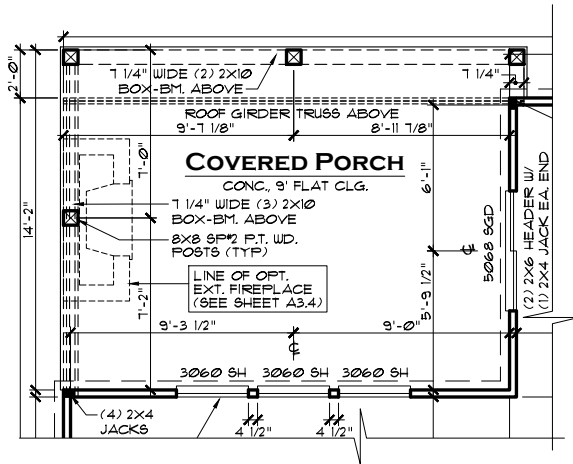 2'-0"
7 1/4" WIDE (2) 2X10
BOX-BM. ABOVE
7 1/4"
ROOF GIRDER TRUSS ABOVE
9'-7 1/8"
8'-11 7/8"
COVERED PORCH
CONC., 9' FLAT CLG.
7'-0"
6'-1"
7 1/4" WIDE (3) 2X10
BOX-BM. ABOVE
8X8 SP#2 P.T. WD.
POSTS (TYP)
14'-2"
LINE OF OPT.
EXT. FIREPLACE
(SEE SHEET A3.4)
7'-2"
5'-9 1/2"
5068 SGD
(2) 2X6 HEADER W/
(1) 2X4 JACK EA. END
9'-3 1/2"
9'-0"
3060 SH
3060 SH
3060 SH
(4) 2X4
JACKS
4 1/2"
4 1/2"